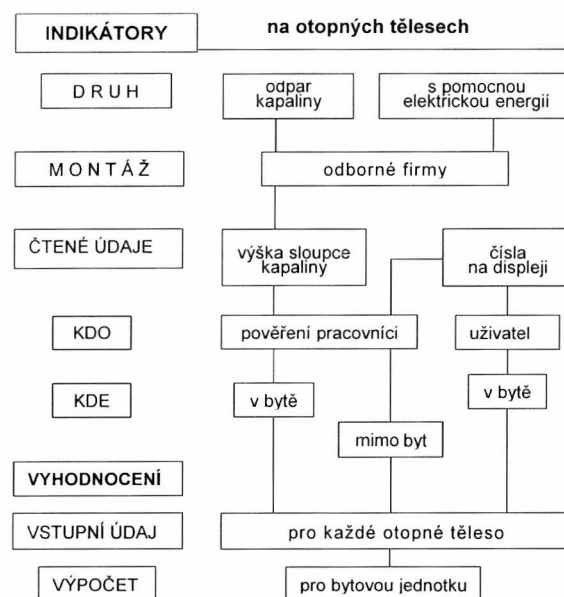 INDIKÁTORY
na otopných tělesech
DRUH
odpar
kapaliny
s pomocnou
elektrickou energií
MONTÁŽ
odborné firmy
ČTENÉ ÚDAJE
výška sloupce
kapaliny
čísla
na displeji
KDO
pověření pracovníci
uživatel
KDE
v bytě
v bytě
mimo byt
VYHODNOCENÍ
VSTUPNÍ ÚDAJ
pro každé otopné těleso
VÝPOČET
pro bytovou jednotku